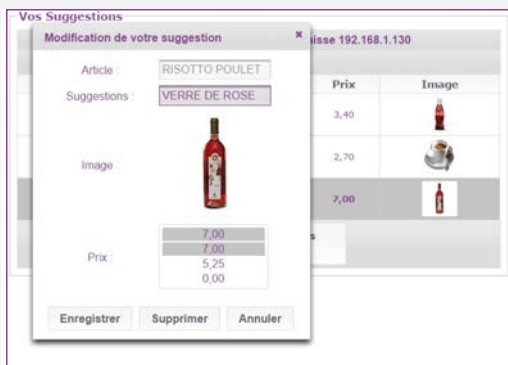 Vos Suggestions
Modification de votre suggestion ×
192.168.1.130
Article : RISOTTO POULET
Suggestions : VERRE DE ROSE
Prix Image
3,40
Image :
2,70
7,00
7,00
7,00
Prix :
5,25
0,00
Enregistrer Supprimer Annuler